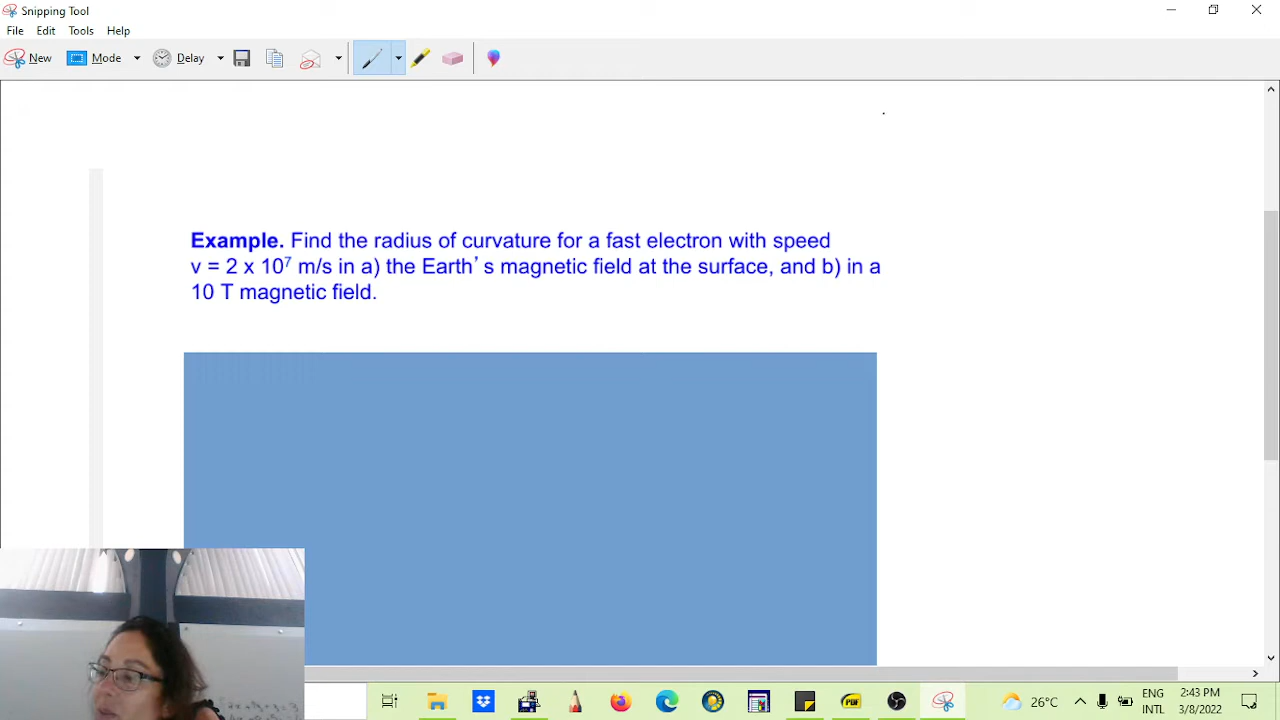 Snipping Tool
File Edit Tools Help
New Mode Delay
Example. Find the radius of curvature for a fast electron with speed
v = 2 x 10⁷ m/s in a) the Earth’s magnetic field at the surface, and b) in a
10 T magnetic field.
PDF
26°C
ENG
INTL
2:43 PM
3/8/2022